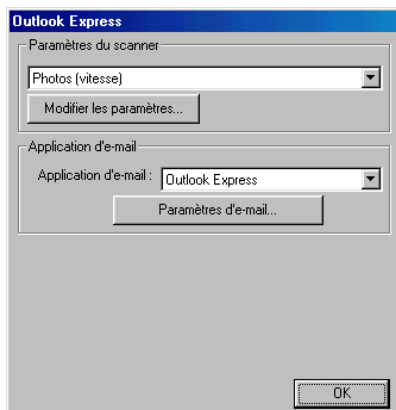 Outlook Express
Paramètres du scanner
Photos (vitesse)
Modifier les paramètres...
Application d'e-mail
Application d'e-mail : Outlook Express
Paramètres d'e-mail...
OK